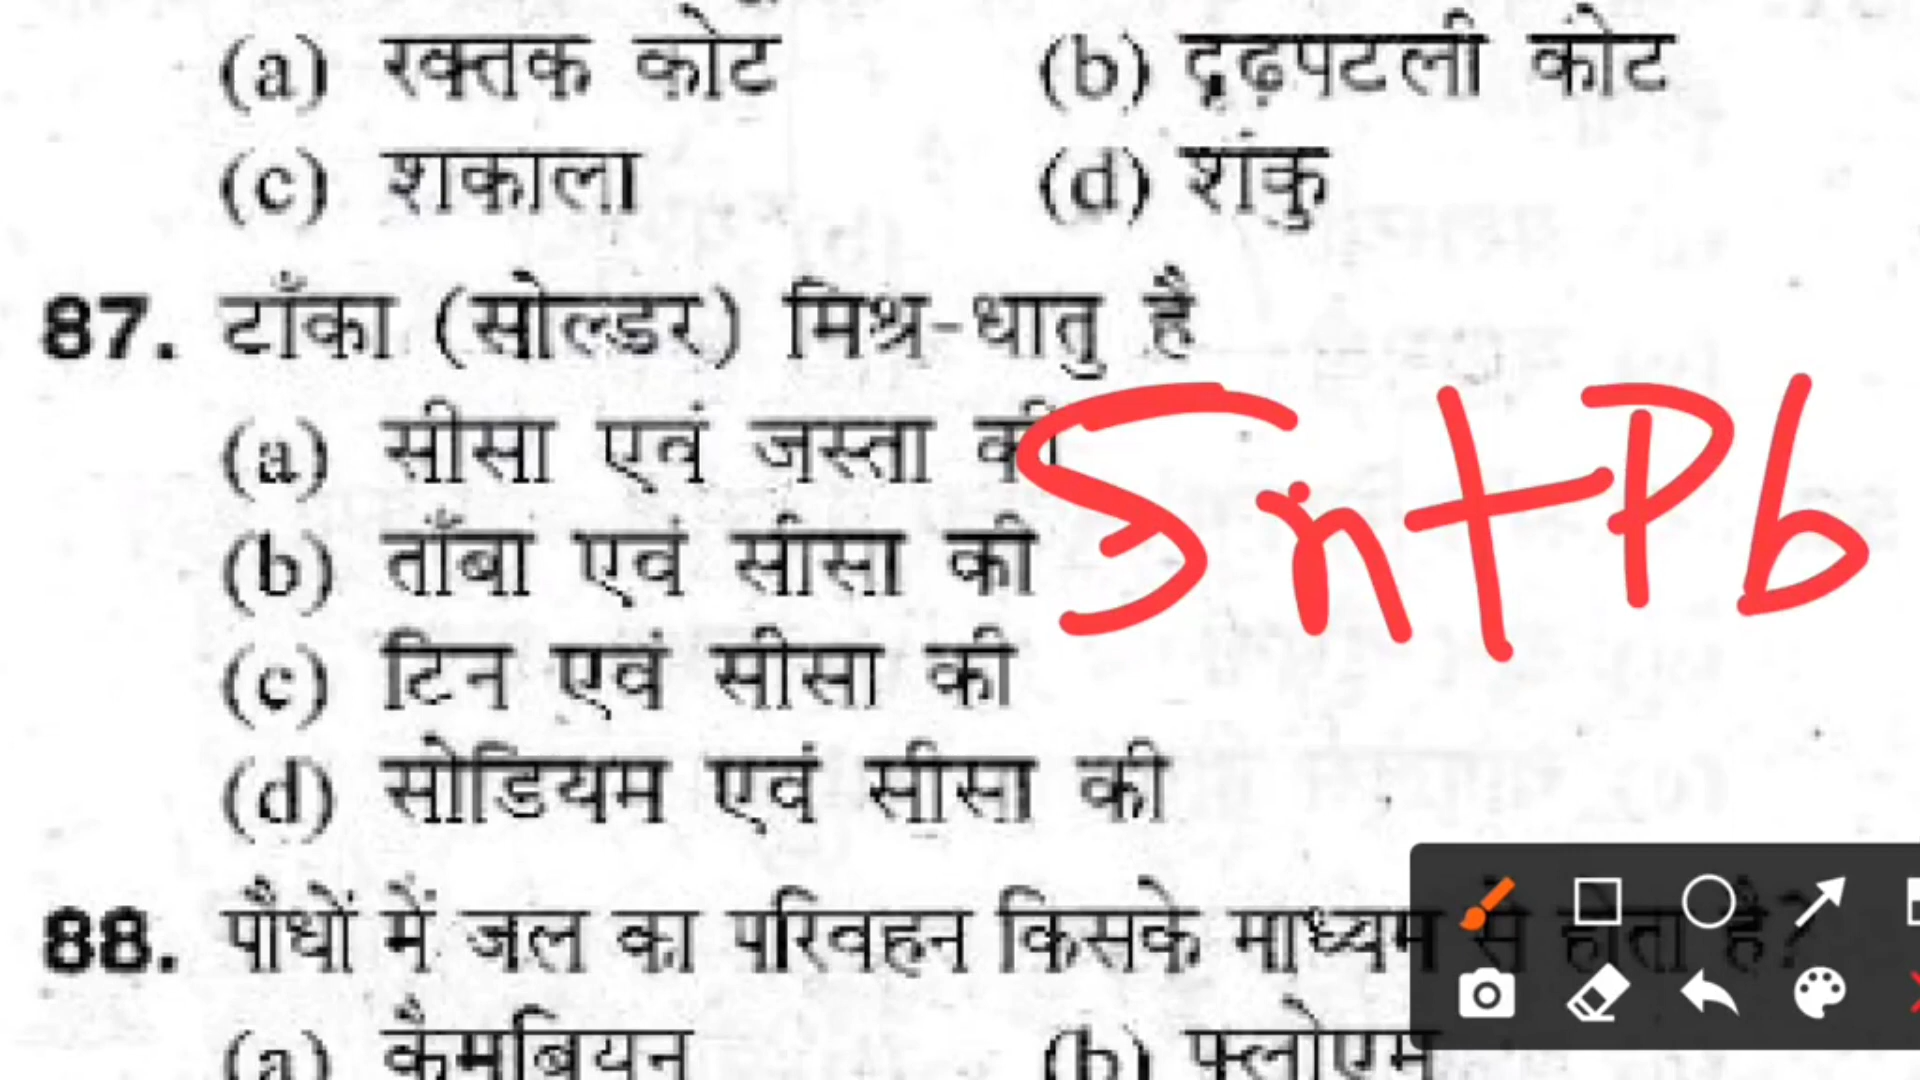 (a) रक्तक कोट (b) दृढ़पटली कोट
(c) शकाला (d) शंकु
87. टाँका (सोल्डर) मिश्र-धातु है
(a) सीसा एवं जस्ता की
(b) ताँबा एवं सीसा की
Sn+Pb
(c) टिन एवं सीसा की
(d) सोडियम एवं सीसा की
88. पौधों में जल का परिवहन किसके माध्यम से होता है?
(a) कैमबियन (b) फ्लोएम